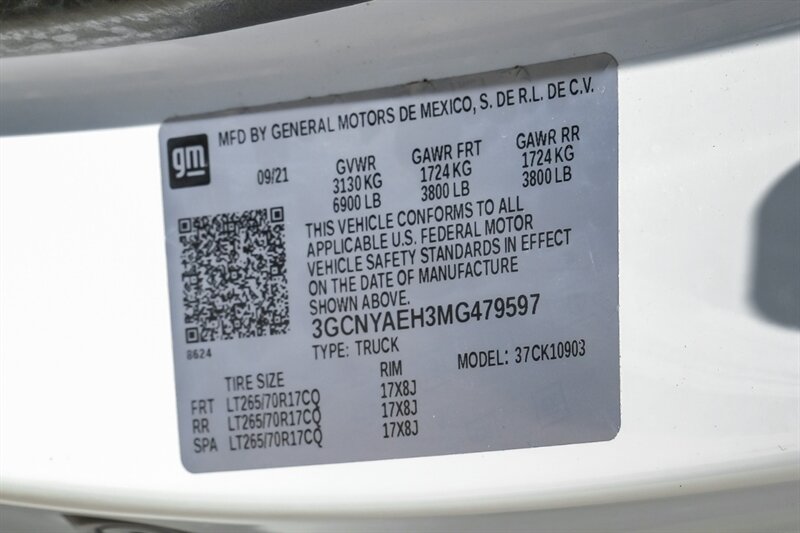 MFD BY GENERAL MOTORS DE MEXICO, S. DE R.L. DE C.V.
gm
09/21
GVWR GAWR FRT GAWR RR
3130 KG 1724 KG 1724 KG
6900 LB 3800 LB 3800 LB
THIS VEHICLE CONFORMS TO ALL
APPLICABLE U.S. FEDERAL MOTOR
VEHICLE SAFETY STANDARDS IN EFFECT
ON THE DATE OF MANUFACTURE
SHOWN ABOVE.
3GCNYAEH3MG479597
8624
TYPE: TRUCK MODEL: 37CK10903
TIRE SIZE RIM
FRT LT265/70R17CQ 17X8J
RR LT265/70R17CQ 17X8J
SPA LT265/70R17CQ 17X8J